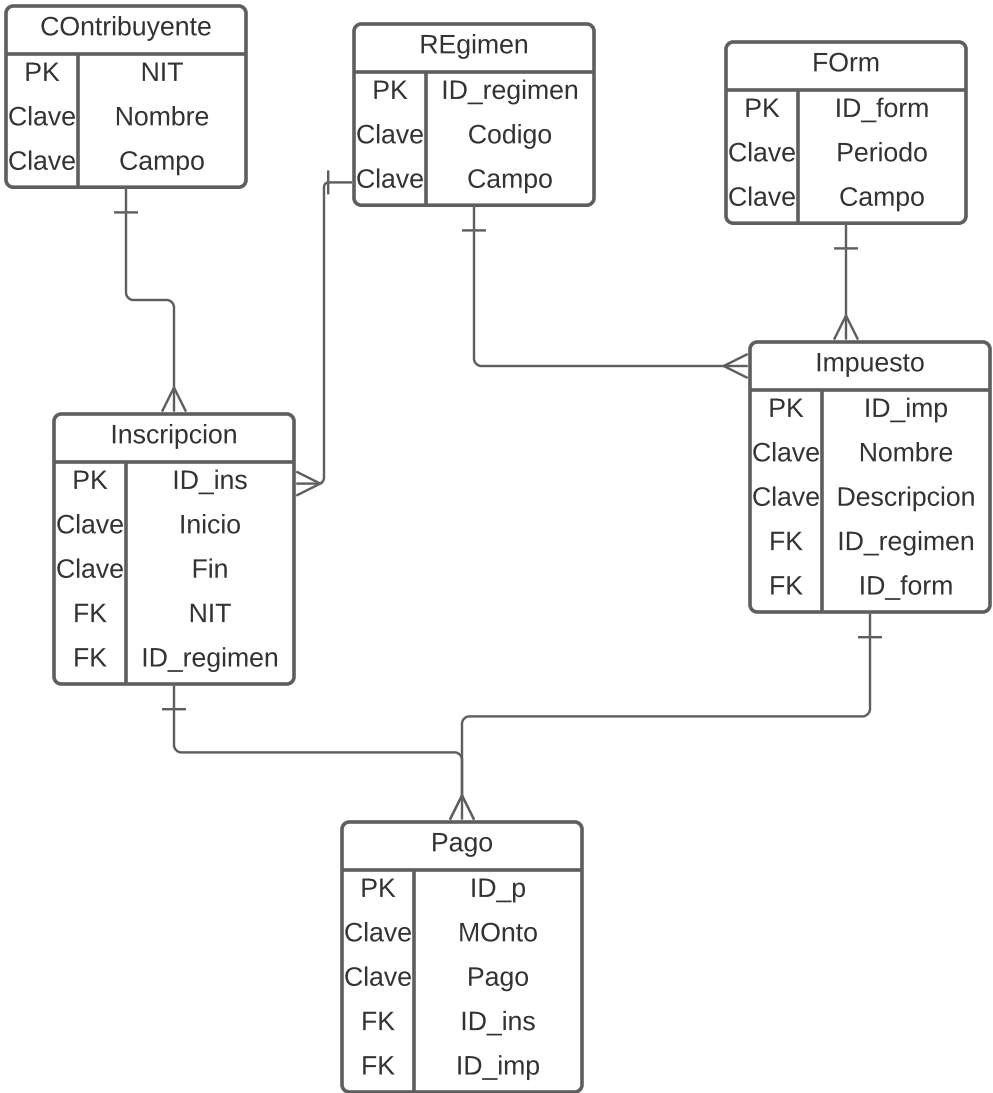 COntribuyente
PK NIT
Clave Nombre
Clave Campo
REgimen
PK ID_regimen
Clave Codigo
Clave Campo
FOrm
PK ID_form
Clave Periodo
Clave Campo
Inscripcion
PK ID_ins
Clave Inicio
Clave Fin
FK NIT
FK ID_regimen
Impuesto
PK ID_imp
Clave Nombre
Clave Descripcion
FK ID_regimen
FK ID_form
Pago
PK ID_p
Clave MOnto
Clave Pago
FK ID_ins
FK ID_imp